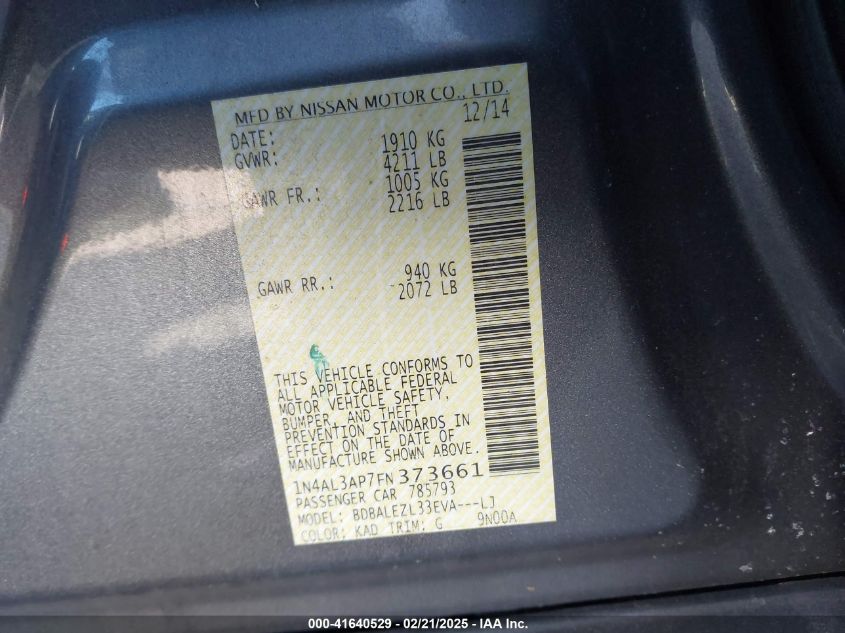 MFD BY NISSAN MOTOR CO., LTD.
DATE: 12/14
GVWR: 1910 KG
4211 LB
GAWR FR.: 1005 KG
2216 LB
GAWR RR.: 940 KG
2072 LB
THIS VEHICLE CONFORMS TO
ALL APPLICABLE FEDERAL
MOTOR VEHICLE SAFETY,
BUMPER, AND THEFT
PREVENTION STANDARDS IN
EFFECT ON THE DATE OF
MANUFACTURE SHOWN ABOVE.
1N4AL3AP7FN373661
PASSENGER CAR 785793
MODEL: BDBALEZL33EVA---LJ
COLOR: KAD TRIM: G 9N00A
000-41640529 - 02/21/2025 - IAA Inc.